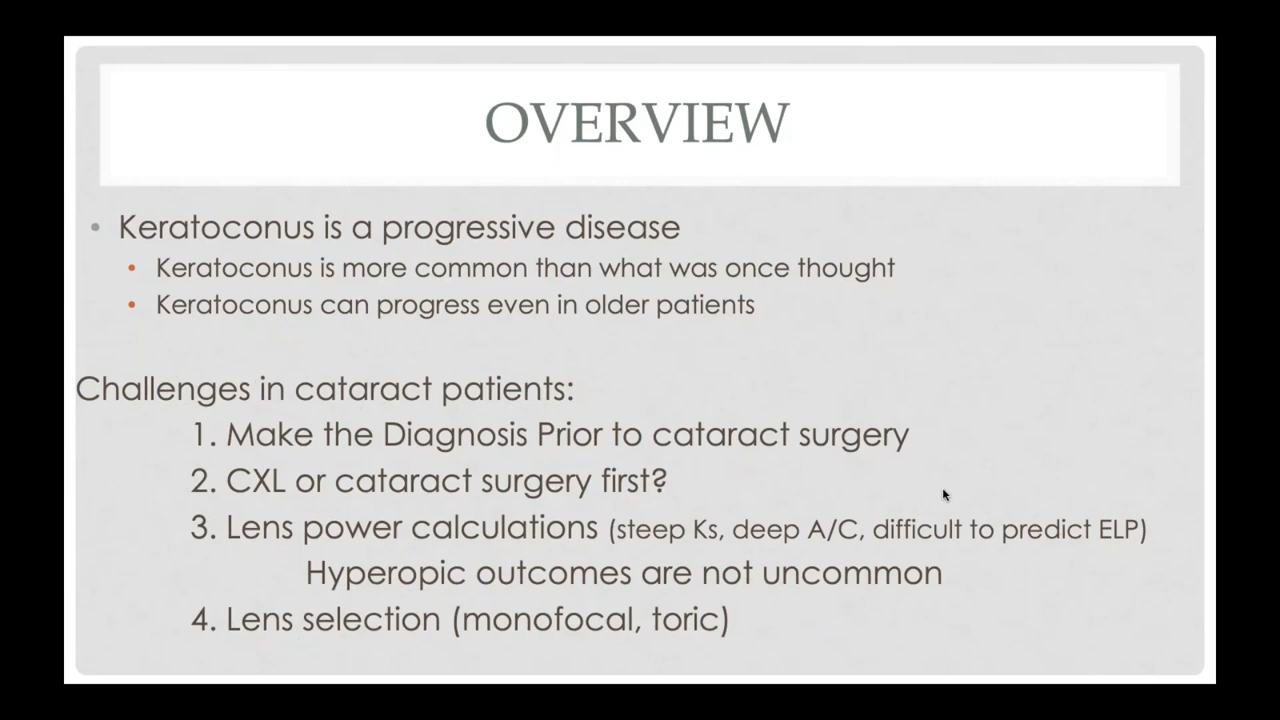 OVERVIEW
• Keratoconus is a progressive disease
• Keratoconus is more common than what was once thought
• Keratoconus can progress even in older patients
Challenges in cataract patients:
1. Make the Diagnosis Prior to cataract surgery
2. CXL or cataract surgery first?
3. Lens power calculations (steep Ks, deep A/C, difficult to predict ELP)
Hyperopic outcomes are not uncommon
4. Lens selection (monofocal, toric)